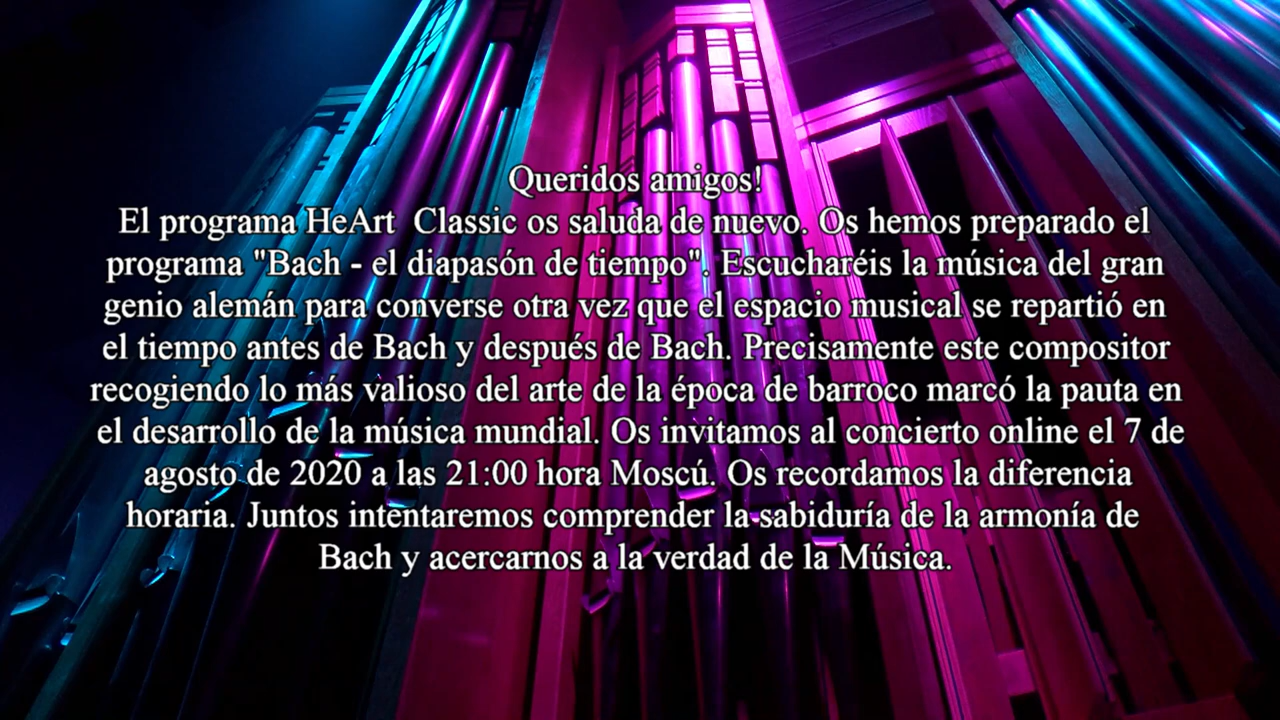 Queridos amigos!
El programa HeArt  Classic os saluda de nuevo. Os hemos preparado el
programa "Bach - el diapasón de tiempo". Escucharéis la música del gran
genio alemán para converse otra vez que el espacio musical se repartió en
el tiempo antes de Bach y después de Bach. Precisamente este compositor
recogiendo lo más valioso del arte de la época de barroco marcó la pauta en
el desarrollo de la música mundial. Os invitamos al concierto online el 7 de
agosto de 2020 a las 21:00 hora Moscú. Os recordamos la diferencia
horaria. Juntos intentaremos comprender la sabiduría de la armonía de
Bach y acercarnos a la verdad de la Música.